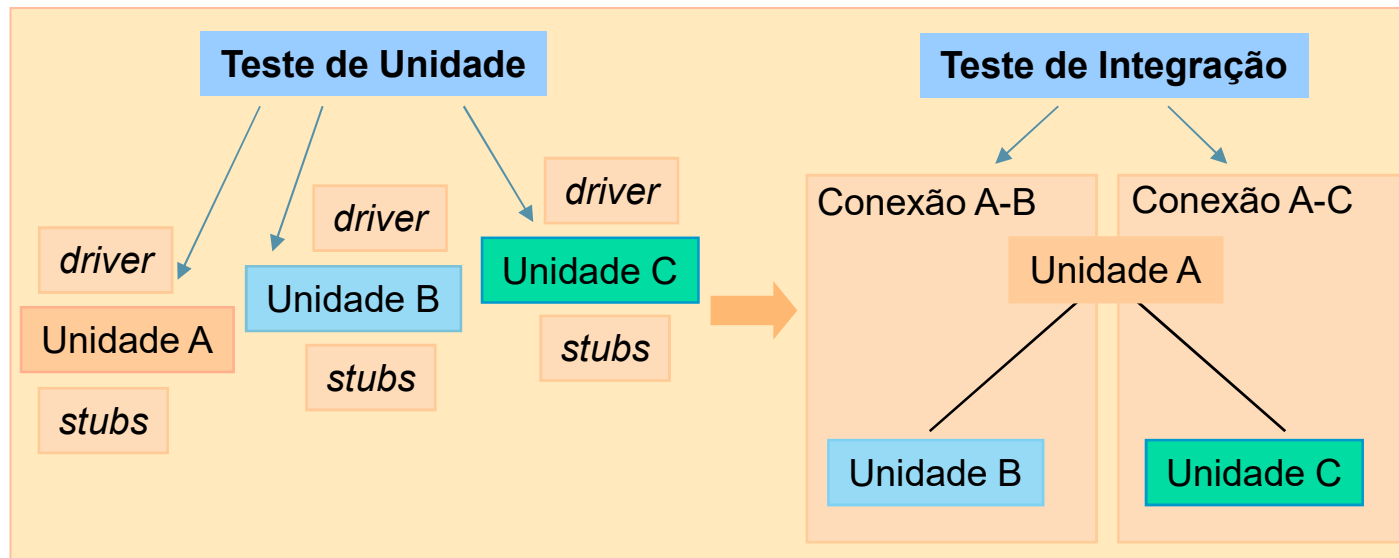 Teste de Unidade
driver
Unidade A
stubs
driver
Unidade B
stubs
driver
Unidade C
stubs
Teste de Integração
Conexão A-B
Conexão A-C
Unidade A
Unidade B
Unidade C